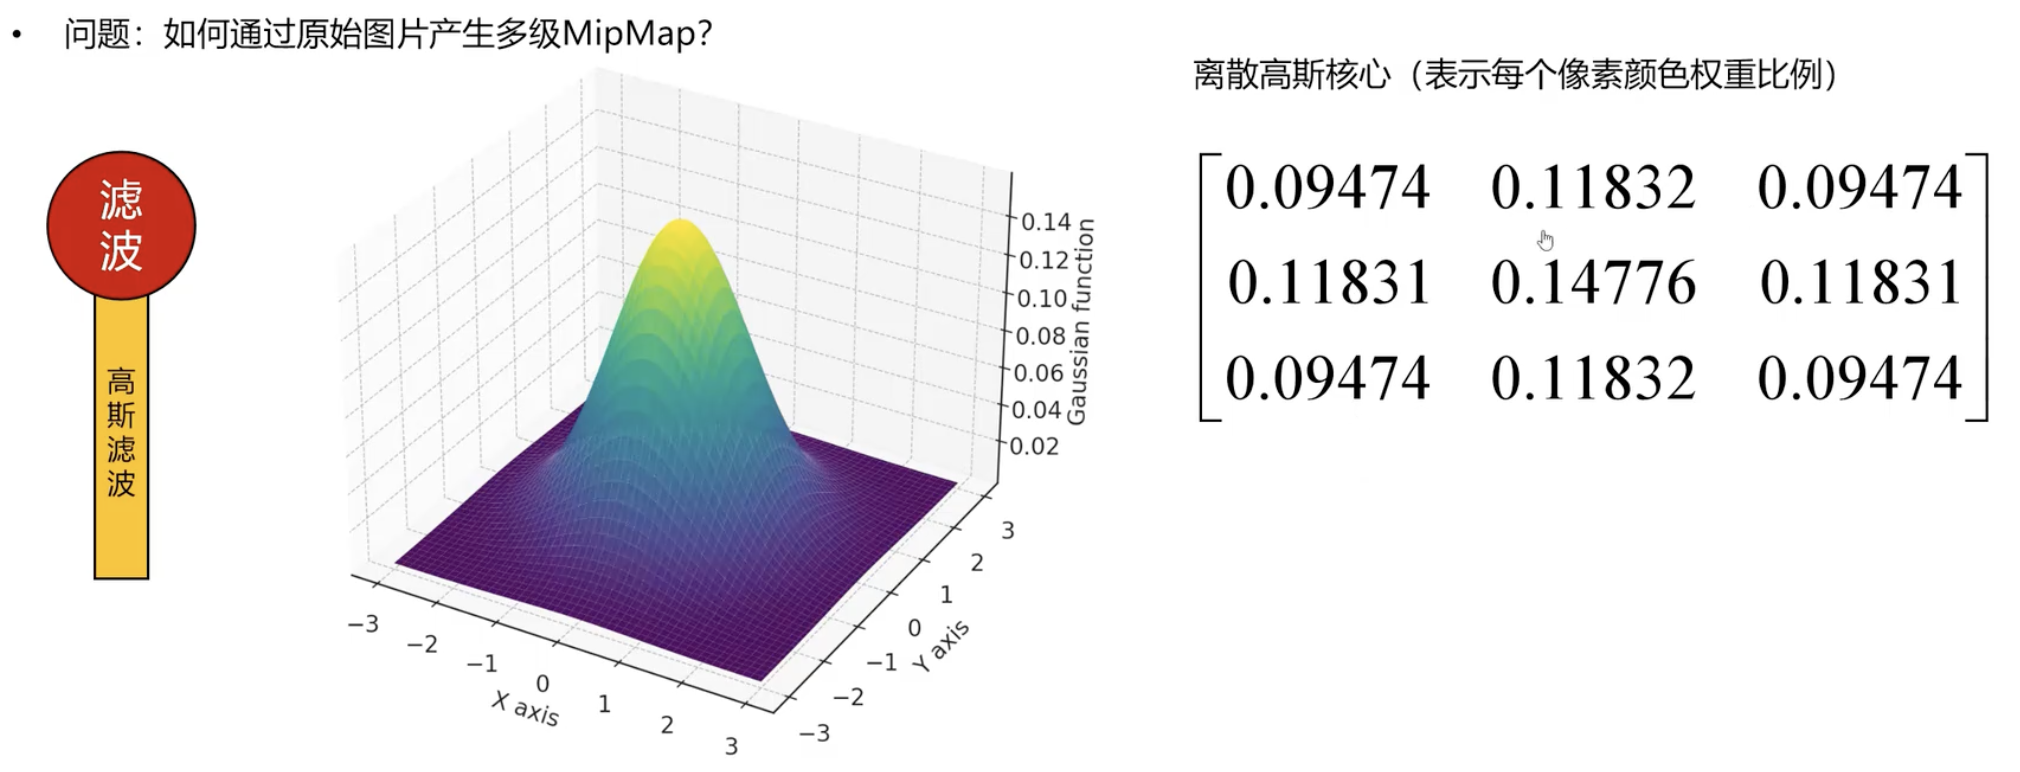 • 问题：如何通过原始图片产生多级MipMap？
离散高斯核心（表示每个像素颜色权重比例）
滤
波
高
斯
滤
波
0.14
0.12
0.10
0.08
0.06
0.04
0.02
Gaussian function
−3
−2
−1
0
1
2
3
X axis
3
2
1
0
−1
−2
−3
Y axis
0.09474 0.11832 0.09474
0.11831 0.14776 0.11831
0.09474 0.11832 0.09474